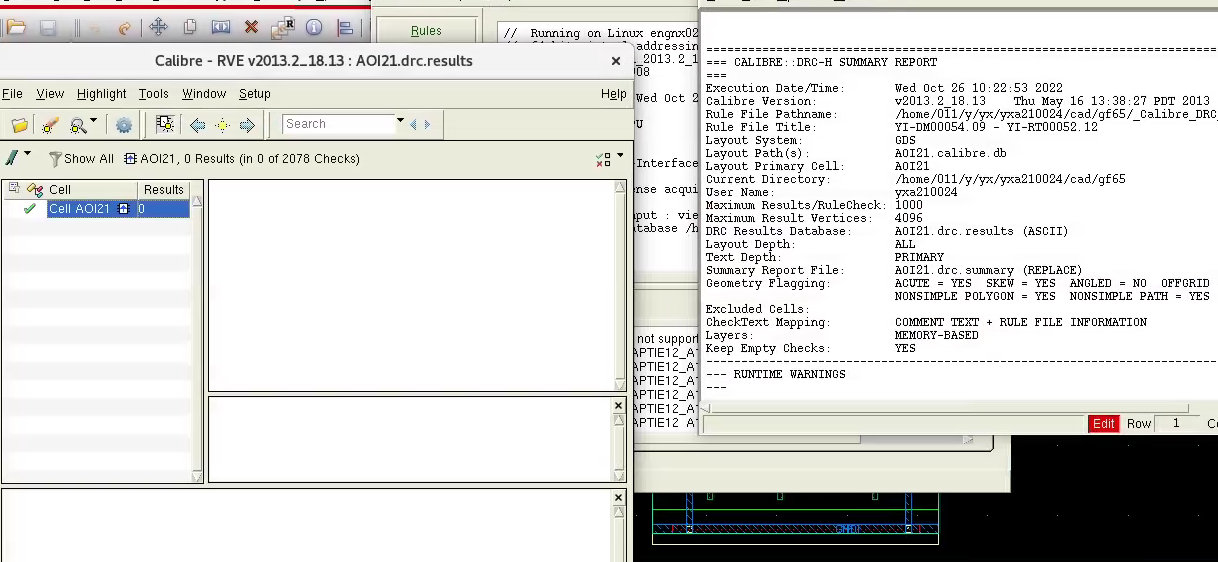 Rules
// Running on Linux engnx02
Calibre - RVE v2013.2_18.13 : AOI21.drc.results
File View Highlight Tools Window Setup Help
Search
Show All AOI21, 0 Results (in 0 of 2078 Checks)
Cell Results
Cell AOI21 0
_2013.2_1
008
Wed Oct 2
PU
-Interface
ense acqui
put : vie
atabase /h
not support
APTIE12_A
APTIE12_A
APTIE12_A
APTIE12_A
APTIE12_A
APTIE12_A
=== CALIBRE::DRC-H SUMMARY REPORT
===
Execution Date/Time: Wed Oct 26 10:22:53 2022
Calibre Version: v2013.2_18.13 Thu May 16 13:38:27 PDT 2013
Rule File Pathname: /home/011/y/yx/yxa210024/cad/gf65/_Calibre_DRC_
Rule File Title: YI-DM00054.09 - YI-RT00052.12
Layout System: GDS
Layout Path(s): AOI21.calibre.db
Layout Primary Cell: AOI21
Current Directory: /home/011/y/yx/yxa210024/cad/gf65
User Name: yxa210024
Maximum Results/RuleCheck: 1000
Maximum Result Vertices: 4096
DRC Results Database: AOI21.drc.results (ASCII)
Layout Depth: ALL
Text Depth: PRIMARY
Summary Report File: AOI21.drc.summary (REPLACE)
Geometry Flagging: ACUTE = YES SKEW = YES ANGLED = NO OFFGRID
NONSIMPLE POLYGON = YES NONSIMPLE PATH = YES
Excluded Cells:
CheckText Mapping: COMMENT TEXT + RULE FILE INFORMATION
Layers: MEMORY-BASED
Keep Empty Checks: YES
--- RUNTIME WARNINGS
---
Edit Row 1 Co